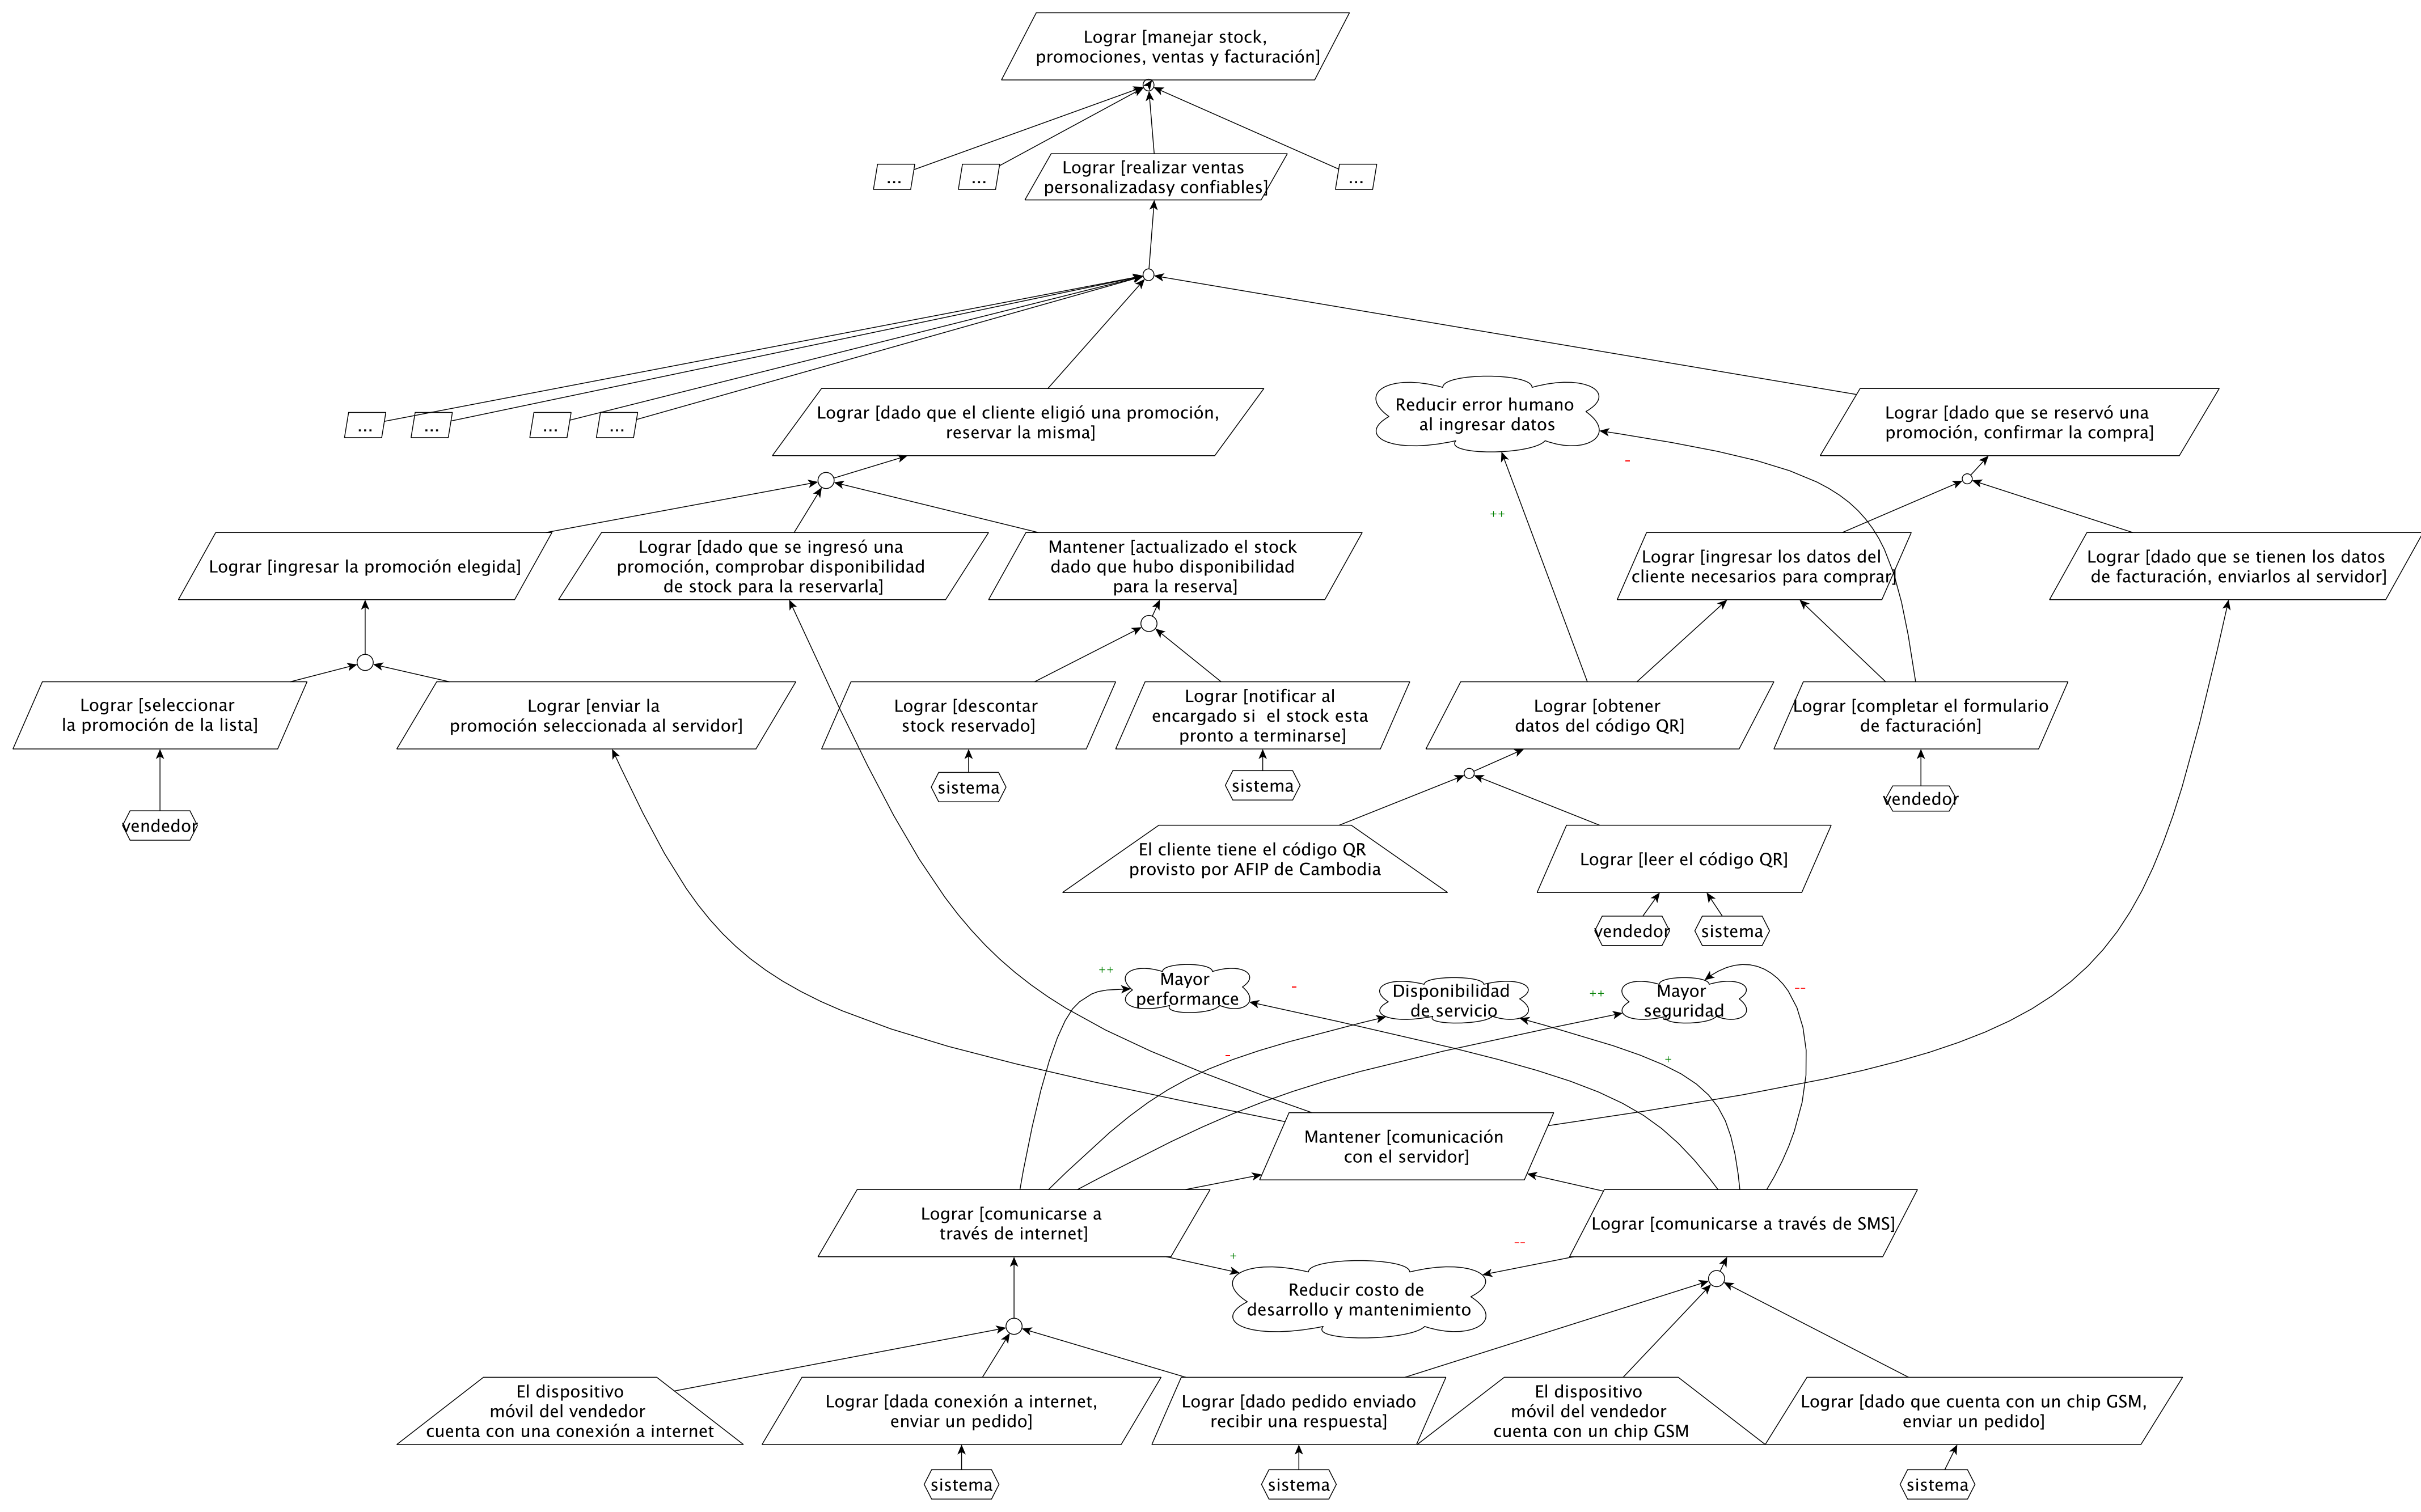 Lograr [manejar stock,
promociones, ventas y facturación]
...
...
Lograr [realizar ventas
personalizadasy confiables]
...
...
...
...
...
Lograr [dado que el cliente eligió una promoción,
reservar la misma]
Reducir error humano
al ingresar datos
Lograr [dado que se reservó una
promoción, confirmar la compra]
-
++
Lograr [ingresar la promoción elegida]
Lograr [dado que se ingresó una
promoción, comprobar disponibilidad
de stock para la reservarla]
Mantener [actualizado el stock
dado que hubo disponibilidad
para la reserva]
Lograr [ingresar los datos del
cliente necesarios para comprar]
Lograr [dado que se tienen los datos
de facturación, enviarlos al servidor]
Lograr [seleccionar
la promoción de la lista]
Lograr [enviar la
promoción seleccionada al servidor]
Lograr [descontar
stock reservado]
Lograr [notificar al
encargado si  el stock esta
pronto a terminarse]
Lograr [obtener
datos del código QR]
Lograr [completar el formulario
de facturación]
vendedor
sistema
sistema
vendedor
El cliente tiene el código QR
provisto por AFIP de Cambodia
Lograr [leer el código QR]
vendedor
sistema
++
Mayor
performance
-
Disponibilidad
de servicio
++
Mayor
seguridad
--
-
+
Mantener [comunicación
con el servidor]
Lograr [comunicarse a
través de internet]
Lograr [comunicarse a través de SMS]
+
--
Reducir costo de
desarrollo y mantenimiento
El dispositivo
móvil del vendedor
cuenta con una conexión a internet
Lograr [dada conexión a internet,
enviar un pedido]
Lograr [dado pedido enviado
recibir una respuesta]
El dispositivo
móvil del vendedor
cuenta con un chip GSM
Lograr [dado que cuenta con un chip GSM,
enviar un pedido]
sistema
sistema
sistema